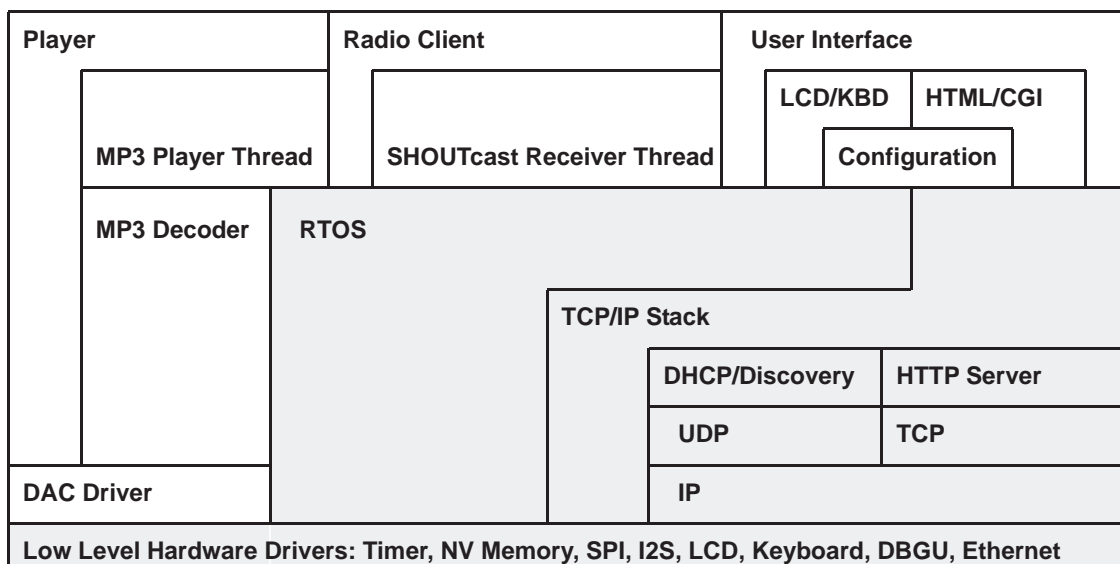 Player
Radio Client
User Interface
LCD/KBD
HTML/CGI
MP3 Player Thread
SHOUTcast Receiver Thread
Configuration
MP3 Decoder
RTOS
TCP/IP Stack
DHCP/Discovery
HTTP Server
UDP
TCP
DAC Driver
IP
Low Level Hardware Drivers: Timer, NV Memory, SPI, I2S, LCD, Keyboard, DBGU, Ethernet